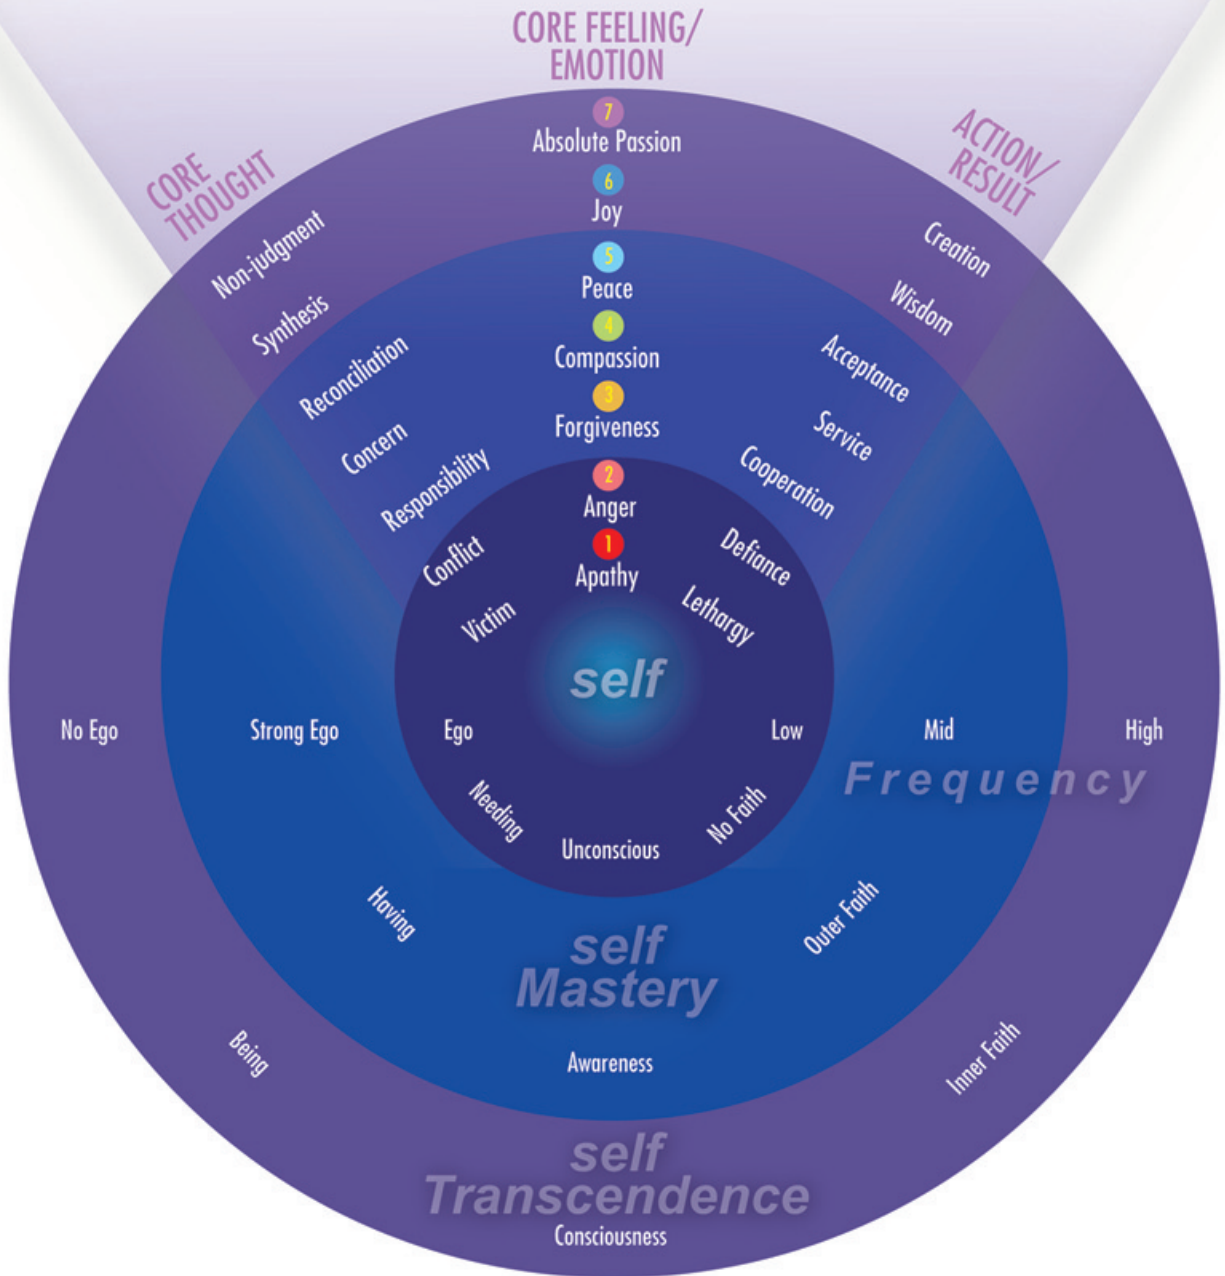 CORE FEELING/
EMOTION
CORE
THOUGHT
ACTION/
RESULT
7
Absolute Passion
6
Joy
Non-judgment
Creation
Synthesis
Wisdom
5
Peace
4
Compassion
3
Forgiveness
Reconciliation
Acceptance
Concern
Service
Responsibility
Cooperation
2
Anger
1
Apathy
Conflict
Defiance
Victim
Lethargy
self
No Ego
Strong Ego
Ego
Low
Mid
High
Frequency
Needing
No Faith
Unconscious
Having
Outer Faith
self
Mastery
Being
Awareness
Inner Faith
self
Transcendence
Consciousness